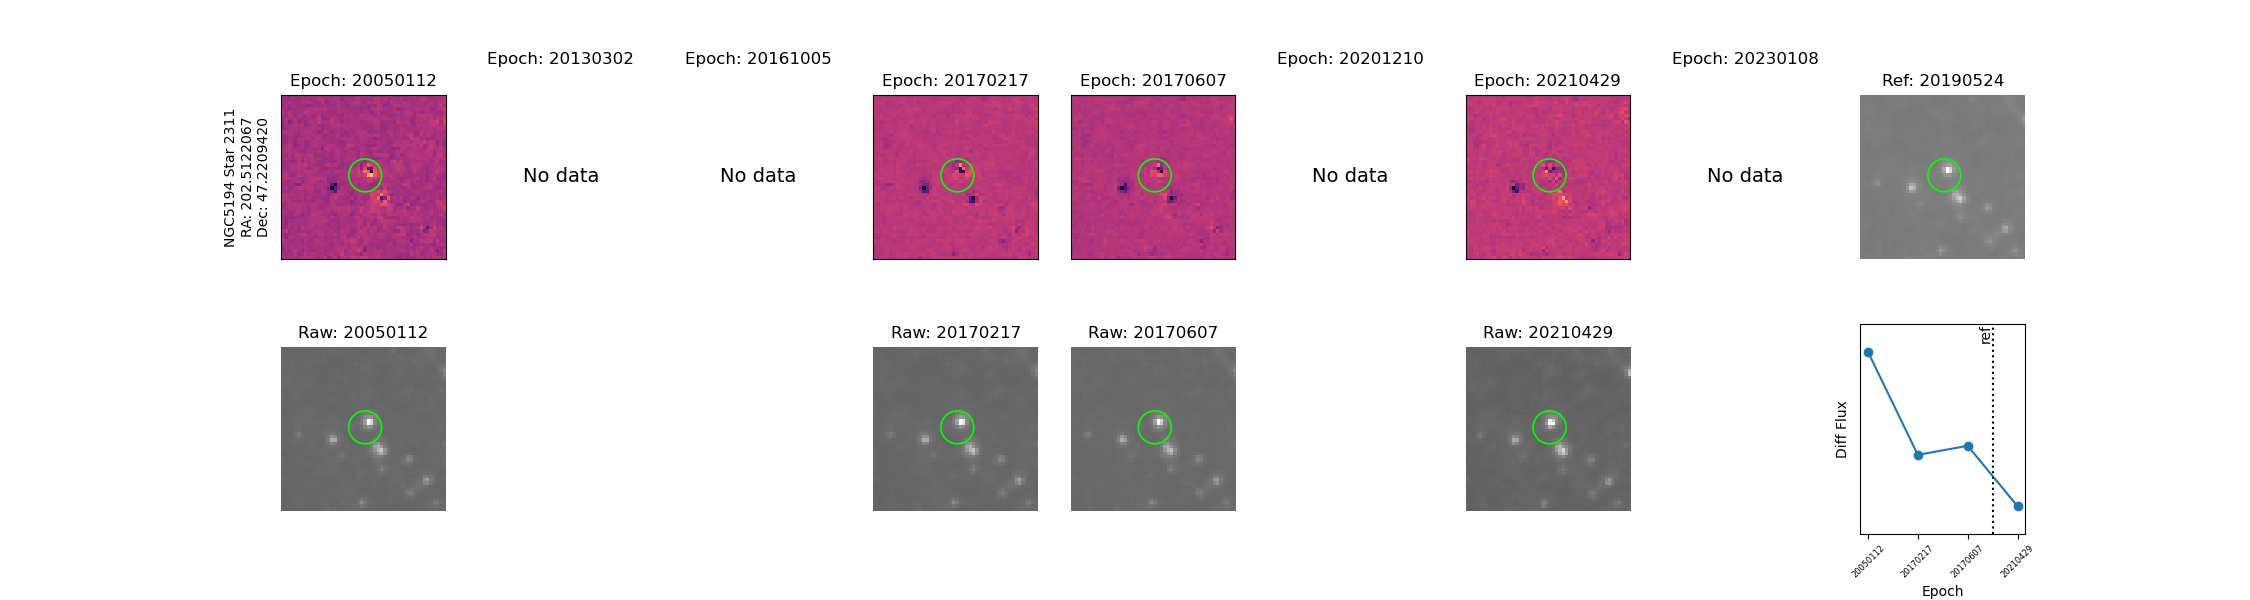 Epoch: 20050112
Epoch: 20130302
Epoch: 20161005
Epoch: 20170217
Epoch: 20170607
Epoch: 20201210
Epoch: 20210429
Epoch: 20230108
Ref: 20190524
NGC5194 Star 2311
RA: 202.5122067
Dec: 47.2209420
No data
No data
No data
No data
Raw: 20050112
Raw: 20170217
Raw: 20170607
Raw: 20210429
ref
Diff Flux
20050112
20170217
20170607
20210429
Epoch